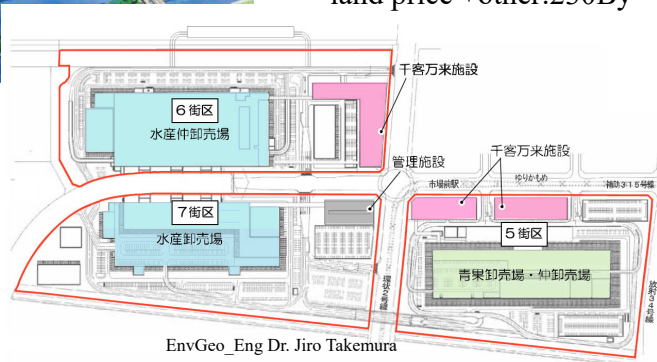 land price +other:250By
千客万来施設
6街区
水産仲卸売場
管理施設
千客万来施設
市場前駅
ゆりかもめ
補助315号線
7街区
水産卸売場
5街区
青果卸売場・仲卸売場
環状2号線
放射34号線
EnvGeo_Eng Dr. Jiro Takemura